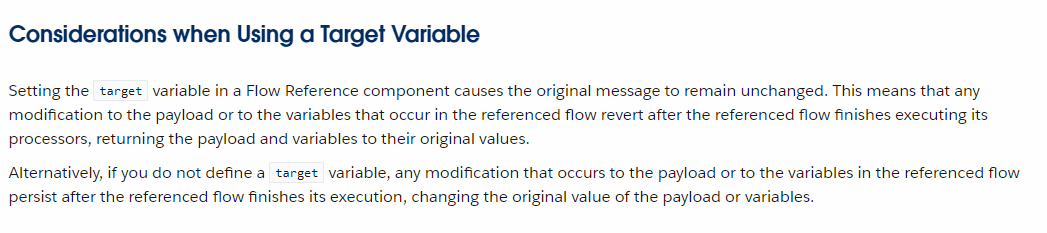 Considerations when Using a Target Variable
Setting the target variable in a Flow Reference component causes the original message to remain unchanged. This means that any
modification to the payload or to the variables that occur in the referenced flow revert after the referenced flow finishes executing its
processors, returning the payload and variables to their original values.
Alternatively, if you do not define a target variable, any modification that occurs to the payload or to the variables in the referenced flow
persist after the referenced flow finishes its execution, changing the original value of the payload or variables.